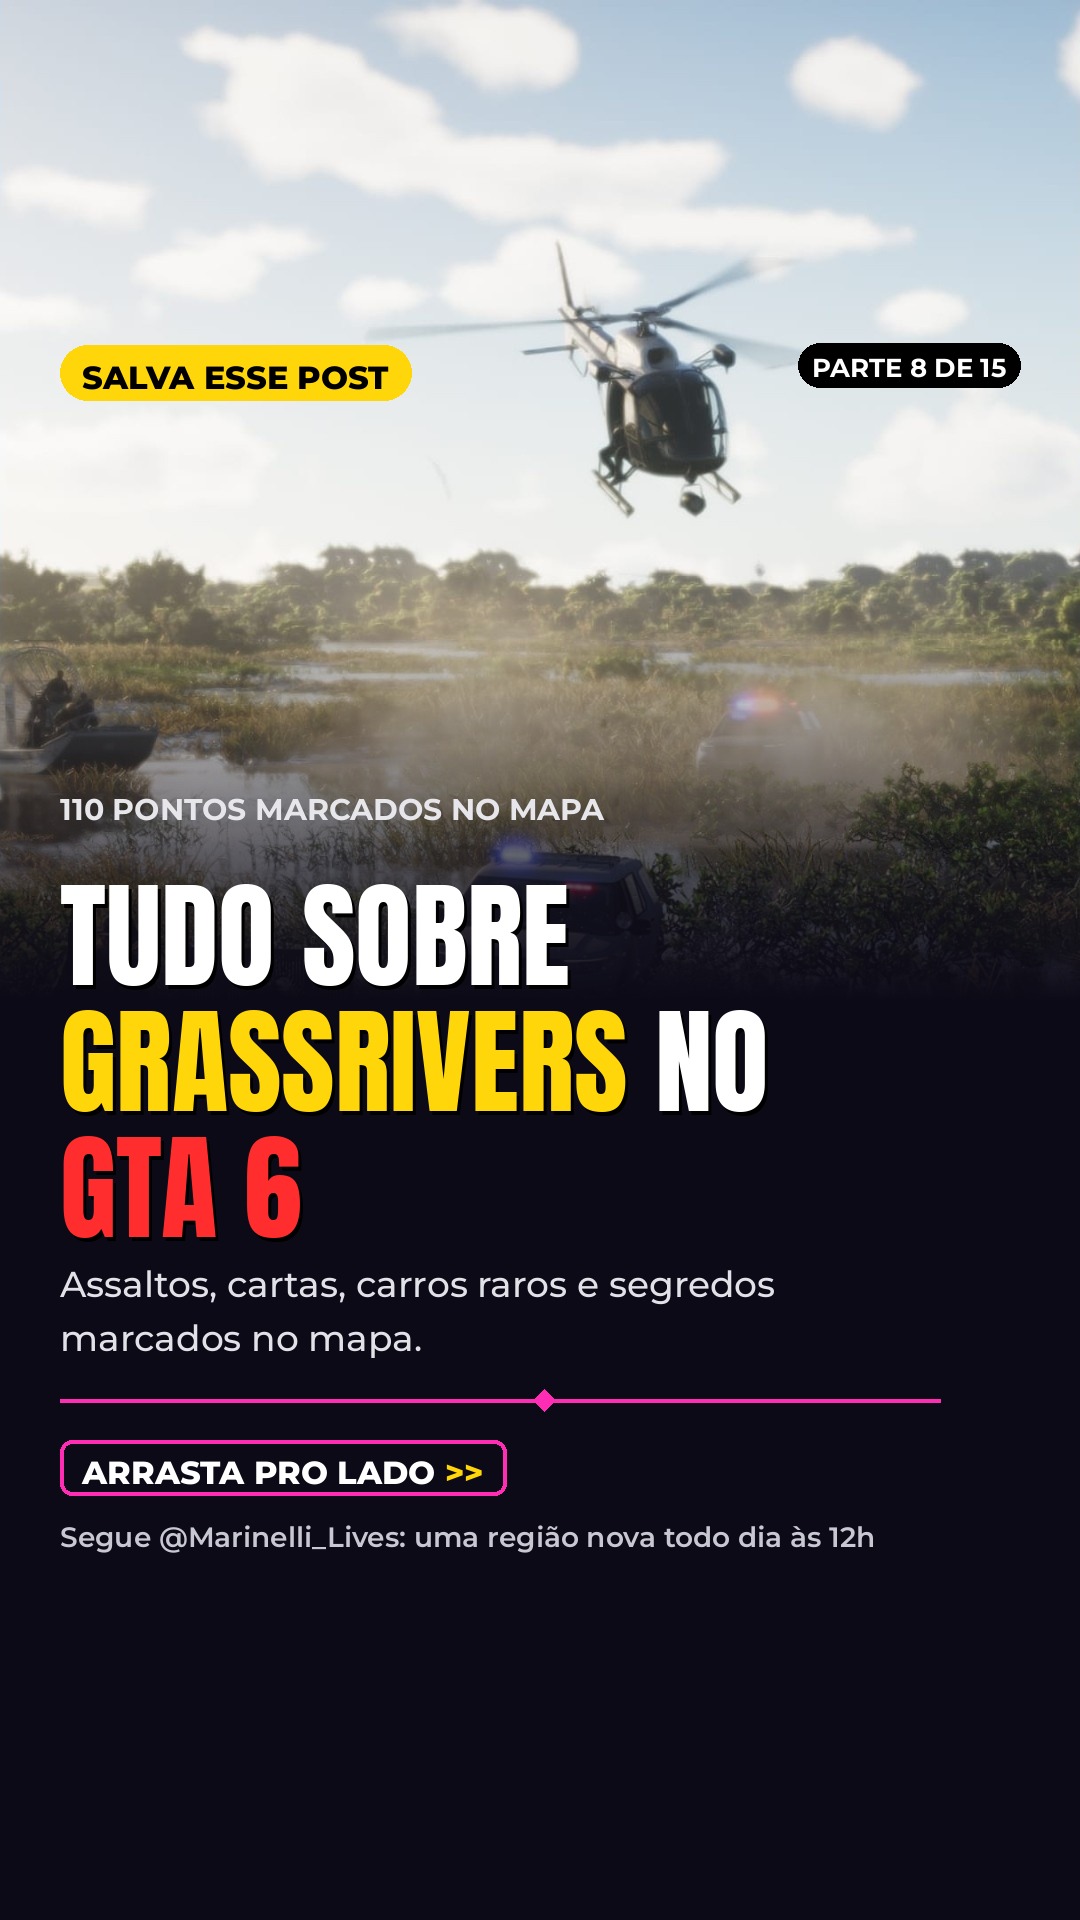 SALVA ESSE POST
PARTE 8 DE 15
110 PONTOS MARCADOS NO MAPA
TUDO SOBRE
GRASSRIVERS NO
GTA 6
Assaltos, cartas, carros raros e segredos
marcados no mapa.
ARRASTA PRO LADO >>
Segue @Marinelli_Lives: uma região nova todo dia às 12h